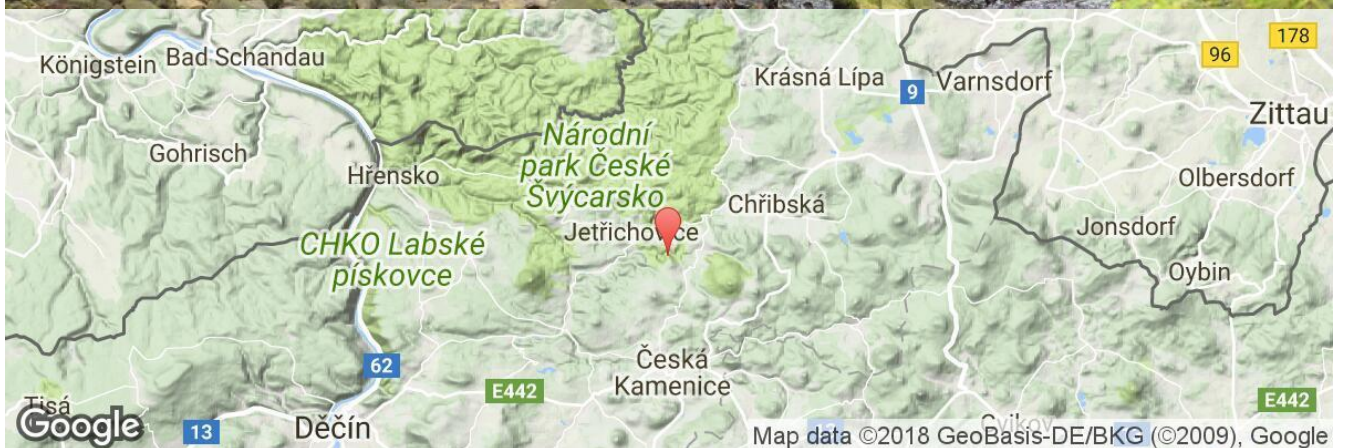 178
96
Königstein
Bad Schandau
Krásná Lípa
9
Varnsdorf
Zittau
Národní
park České
Švýcarsko
Gohrisch
Hřensko
Olbersdorf
Chřibská
Jetřichovice
Jonsdorf
CHKO Labské
pískovce
Oybin
62
Česká
Kamenice
E442
E442
Tisá
Google
13
Děčín
13
Cvikov
Map data ©2018 GeoBasis-DE/BKG (©2009), Google